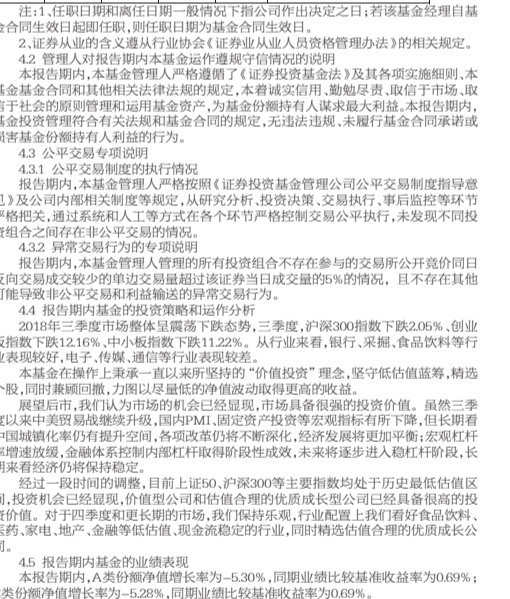 注:1、任职日期和离任日期一般情况下指公司作出决定之日;若该基金经理自基
金合同生效日起即任职,则任职日期为基金合同生效日。
2、证券从业的含义遵从行业协会《证券业从业人员资格管理办法》的相关规定。
4.2 管理人对报告期内本基金运作遵规守信情况的说明
本报告期内,本基金管理人严格遵循了《证券投资基金法》及其各项实施细则、本
基金基金合同和其他相关法律法规的规定,本着诚实信用、勤勉尽责、取信于市场、取
信于社会的原则管理和运用基金资产,为基金份额持有人谋求最大利益。本报告期内,
基金投资管理符合有关法规和基金合同的规定,无违法违规、未履行基金合同承诺或
损害基金份额持有人利益的行为。
4.3 公平交易专项说明
4.3.1 公平交易制度的执行情况
报告期内,本基金管理人严格按照《证券投资基金管理公司公平交易制度指导意
见》及公司内部相关制度等规定,从研究分析、投资决策、交易执行、事后监控等环节
严格把关,通过系统和人工等方式在各个环节严格控制交易公平执行,未发现不同投
资组合之间存在非公平交易的情况。
4.3.2 异常交易行为的专项说明
报告期内,本基金管理人管理的所有投资组合不存在参与的交易所公开竞价同日
反向交易成交较少的单边交易量超过该证券当日成交量的5%的情况，且不存在其他
可能导致非公平交易和利益输送的异常交易行为。
4.4 报告期内基金的投资策略和运作分析
2018年三季度市场整体呈震荡下跌态势,三季度,沪深300指数下跌2.05%、创业
板指数下跌12.16%、中小板指数下跌11.22%。从行业来看,银行、采掘、食品饮料等行
业表现较好,电子、传媒、通信等行业表现较差。
本基金在操作上秉承一直以来所坚持的“价值投资”理念,坚守低估值蓝筹,精选
个股,同时兼顾回撤,力图以尽量低的净值波动取得更高的收益。
展望后市,我们认为市场的机会已经显现,市场具备很强的投资价值。虽然三季
度以来中美贸易战继续升级,国内PMI、固定资产投资等宏观指标有所下降,但长期看
中国城镇化率仍有提升空间,各项改革仍将不断深化,经济发展将更加平衡;宏观杠杆
率增速放缓,金融体系控制内部杠杆取得阶段性成效,未来将逐步进入稳杠杆阶段,长
期来看经济仍将保持稳定。
经过一段时间的调整,目前上证50、沪深300等主要指数均处于历史最低估值区
间,投资机会已经显现,价值型公司和估值合理的优质成长型公司已经具备很高的投
资价值。对于四季度和更长期的市场,我们保持乐观,行业配置上我们看好食品饮料、
医药、家电、地产、金融等低估值、现金流稳定的行业,同时精选估值合理的优质成长公
司。
4.5 报告期内基金的业绩表现
本报告期内,A类份额净值增长率为-5.30%,同期业绩比较基准收益率为0.69%;
C类份额净值增长率为-5.28%,同期业绩比较基准收益率为0.69%。